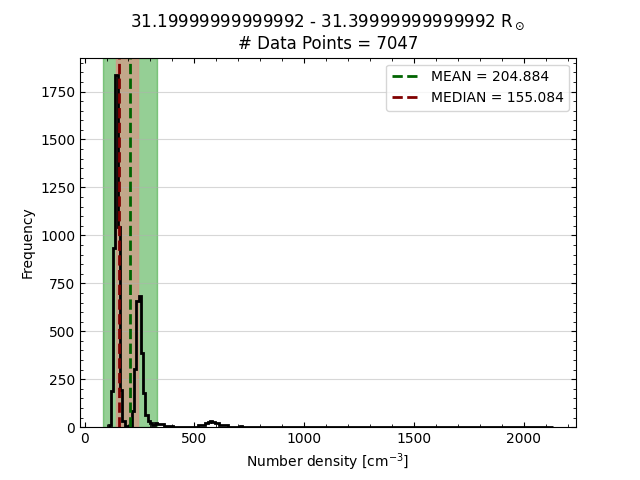 31.19999999999992 - 31.39999999999992 R⊙
# Data Points = 7047
MEAN = 204.884
MEDIAN = 155.084
1750
1500
1250
1000
750
500
250
0
Frequency
0 500 1000 1500 2000
Number density [cm⁻³]